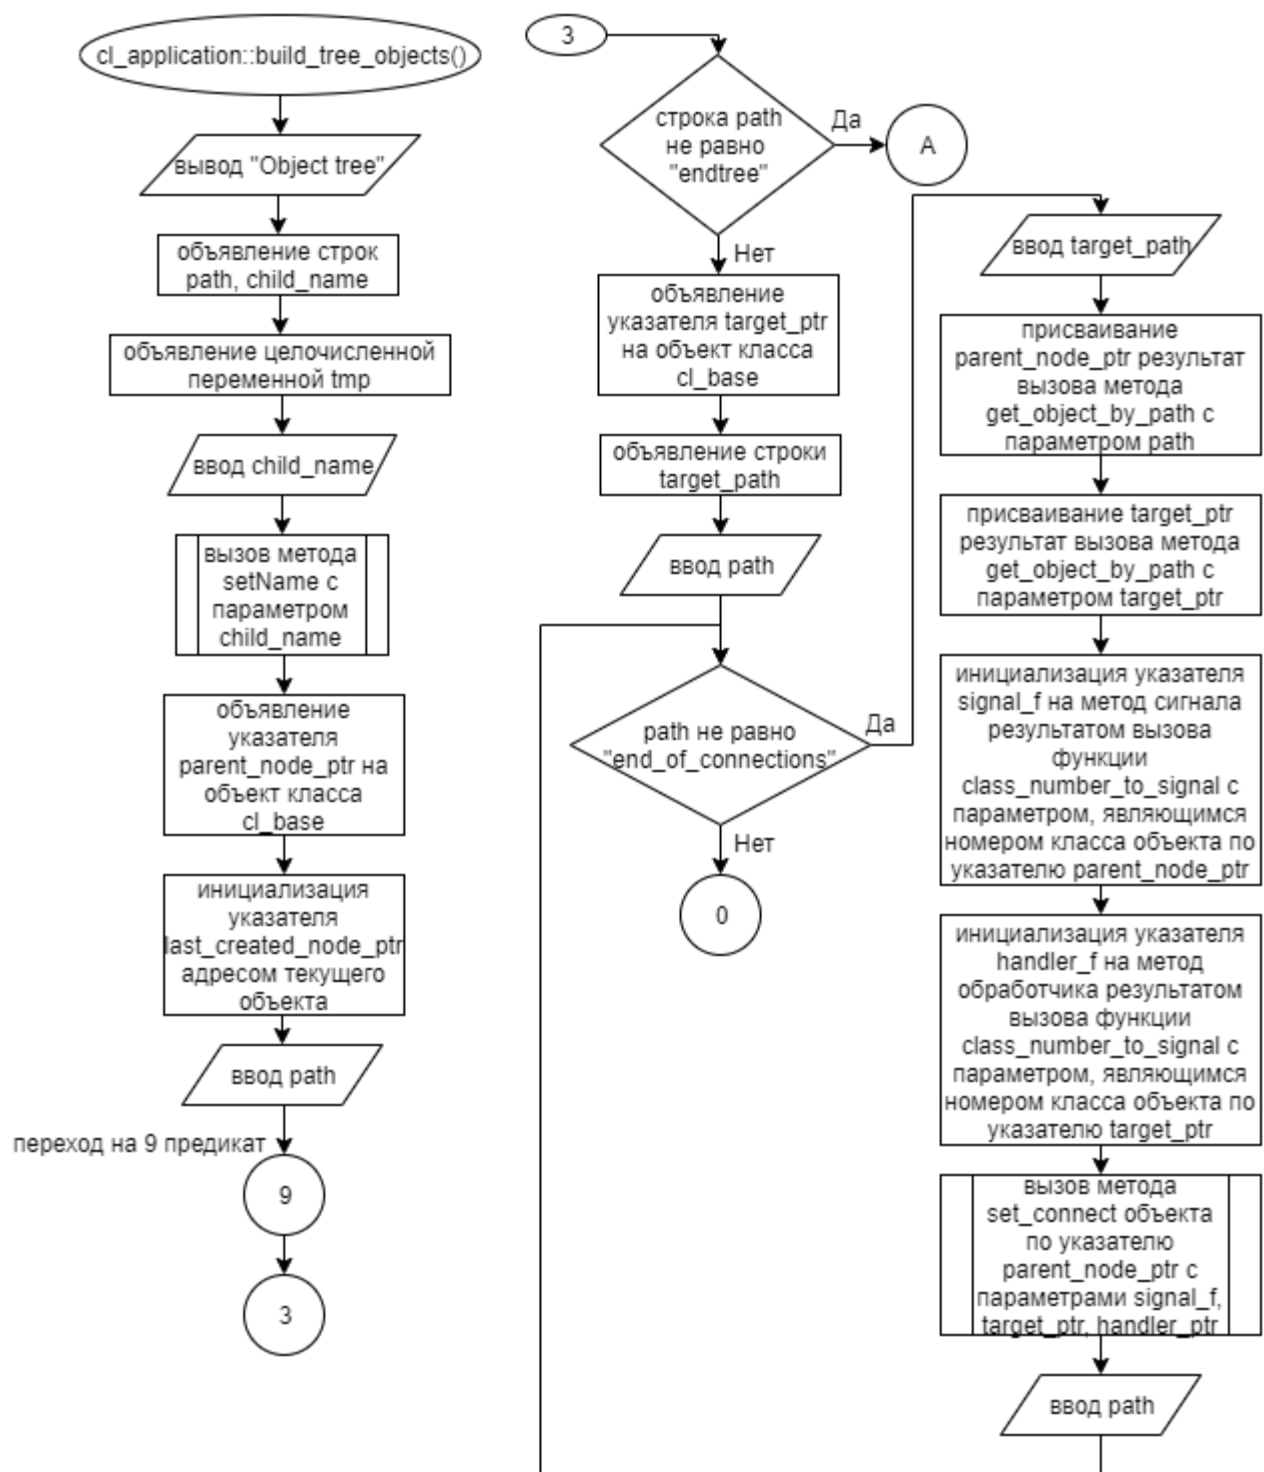 cl_application::build_tree_objects()
вывод "Object tree"
объявление строк
path, child_name
объявление целочисленной
переменной tmp
ввод child_name
вызов метода
setName с
параметром
child_name
объявление
указателя
parent_node_ptr на
объект класса
cl_base
инициализация
указателя
last_created_node_ptr
адресом текущего
объекта
ввод path
переход на 9 предикат
9
3
3
строка path
не равно
"endtree"
Да
A
Нет
объявление
указателя target_ptr
на объект класса
cl_base
объявление строки
target_path
ввод path
path не равно
"end_of_connections"
Да
Нет
0
ввод target_path
присваивание
parent_node_ptr результат
вызова метода
get_object_by_path с
параметром path
присваивание target_ptr
результат вызова метода
get_object_by_path с
параметром target_ptr
инициализация указателя
signal_f на метод сигнала
результатом вызова
функции
class_number_to_signal с
параметром, являющимся
номером класса объекта по
указателю parent_node_ptr
инициализация указателя
handler_f на метод
обработчика результатом
вызова функции
class_number_to_signal с
параметром, являющимся
номером класса объекта по
указателю target_ptr
вызов метода
set_connect объекта
по указателю
parent_node_ptr с
параметрами signal_f,
target_ptr, handler_ptr
ввод path